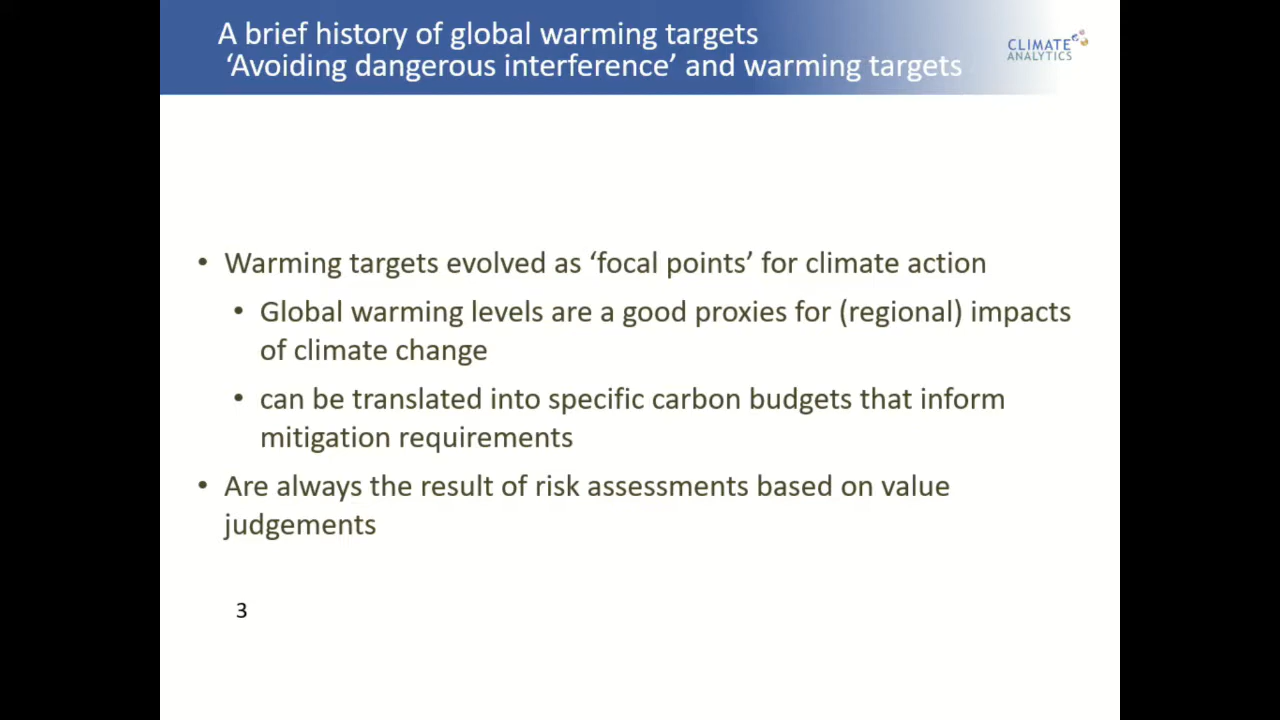 A brief history of global warming targets
‘Avoiding dangerous interference’ and warming targets
CLIMATE
ANALYTICS
• Warming targets evolved as ‘focal points’ for climate action
• Global warming levels are a good proxies for (regional) impacts
of climate change
• can be translated into specific carbon budgets that inform
mitigation requirements
• Are always the result of risk assessments based on value
judgements
3